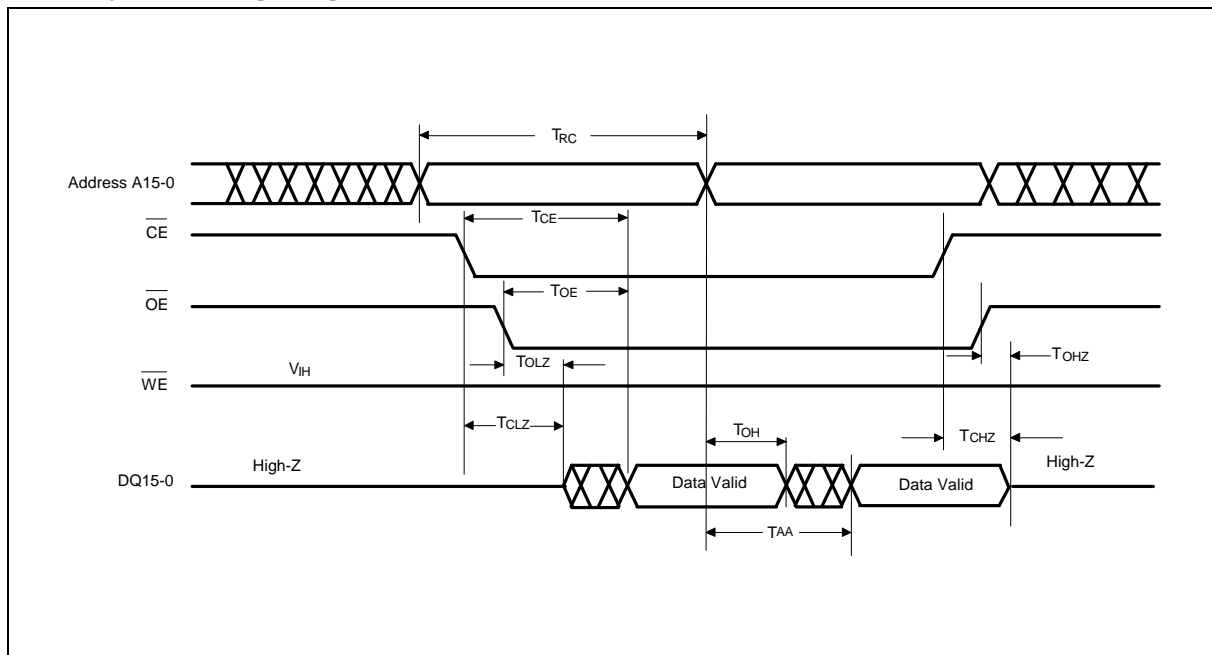 TRC
Address A15-0
TCE
CE
TOE
OE
TOLZ
TOHZ
VIH
WE
TCLZ
TOH
TCHZ
High-Z
High-Z
DQ15-0
Data Valid
Data Valid
TAA